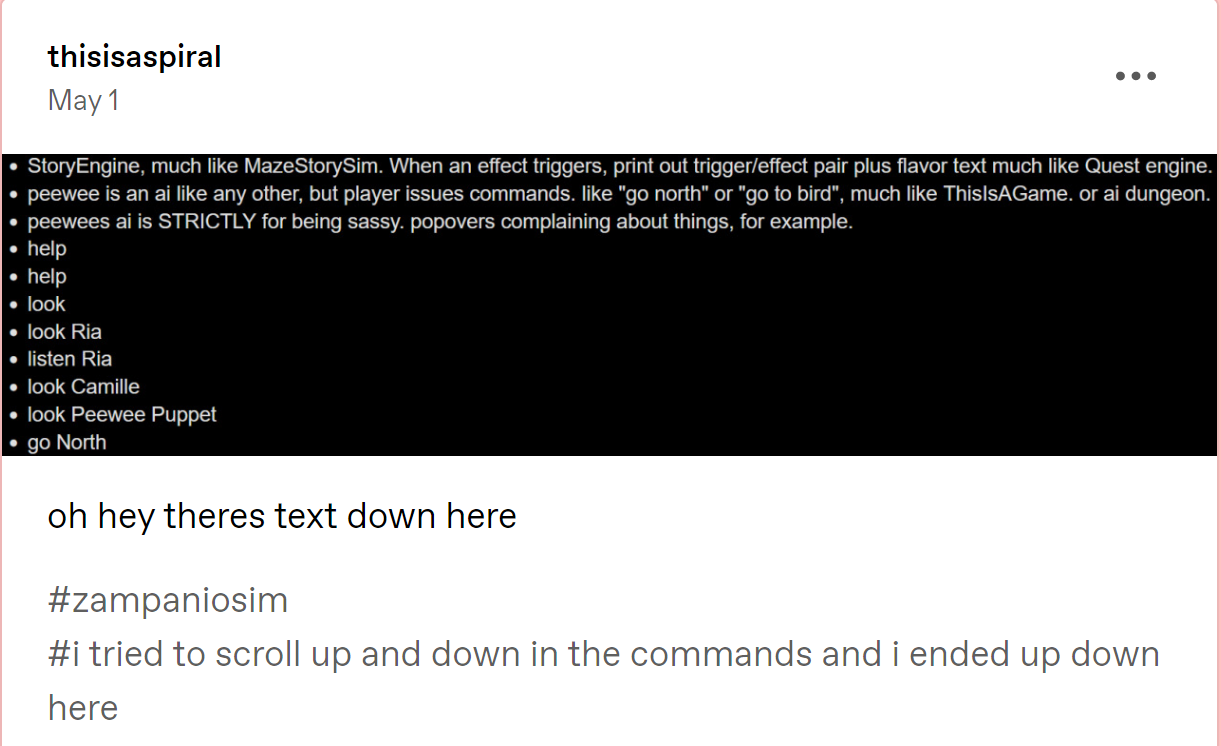 thisisaspiral
May 1
• StoryEngine, much like MazeStorySim. When an effect triggers, print out trigger/effect pair plus flavor text much like Quest engine.
• peewee is an ai like any other, but player issues commands. like "go north" or "go to bird", much like ThisIsAGame. or ai dungeon.
• peewees ai is STRICTLY for being sassy. popovers complaining about things, for example.
• help
• help
• look
• look Ria
• listen Ria
• look Camille
• look Peewee Puppet
• go North
oh hey theres text down here
#zampaniosim
#i tried to scroll up and down in the commands and i ended up down
here